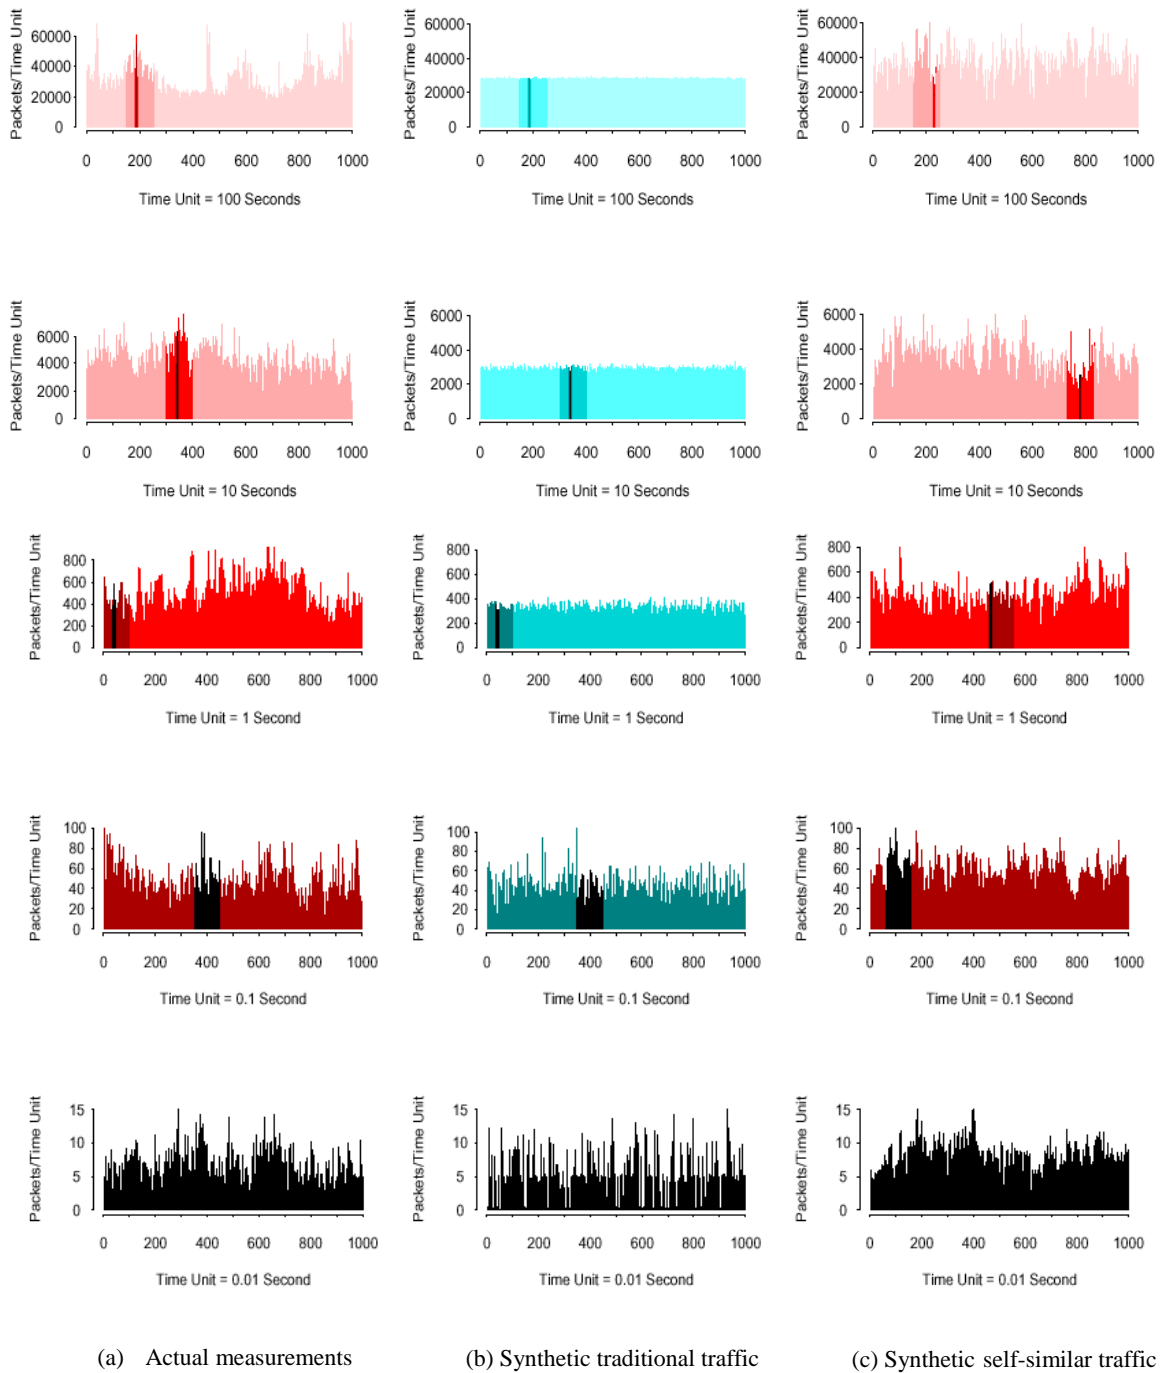 Packets/Time Unit
60000
40000
20000
0
0 200 400 600 800 1000
Time Unit = 100 Seconds
Packets/Time Unit
60000
40000
20000
0
0 200 400 600 800 1000
Time Unit = 100 Seconds
Packets/Time Unit
60000
40000
20000
0
0 200 400 600 800 1000
Time Unit = 100 Seconds
Packets/Time Unit
6000
4000
2000
0
0 200 400 600 800 1000
Time Unit = 10 Seconds
Packets/Time Unit
6000
4000
2000
0
0 200 400 600 800 1000
Time Unit = 10 Seconds
Packets/Time Unit
6000
4000
2000
0
0 200 400 600 800 1000
Time Unit = 10 Seconds
Packets/Time Unit
800
600
400
200
0
0 200 400 600 800 1000
Time Unit = 1 Second
Packets/Time Unit
800
600
400
200
0
0 200 400 600 800 1000
Time Unit = 1 Second
Packets/Time Unit
800
600
400
200
0
0 200 400 600 800 1000
Time Unit = 1 Second
Packets/Time Unit
100
80
60
40
20
0
0 200 400 600 800 1000
Time Unit = 0.1 Second
Packets/Time Unit
100
80
60
40
20
0
0 200 400 600 800 1000
Time Unit = 0.1 Second
Packets/Time Unit
100
80
60
40
20
0
0 200 400 600 800 1000
Time Unit = 0.1 Second
Packets/Time Unit
15
10
5
0
0 200 400 600 800 1000
Time Unit = 0.01 Second
Packets/Time Unit
15
10
5
0
0 200 400 600 800 1000
Time Unit = 0.01 Second
Packets/Time Unit
15
10
5
0
0 200 400 600 800 1000
Time Unit = 0.01 Second
(a) Actual measurements
(b) Synthetic traditional traffic
(c) Synthetic self-similar traffic